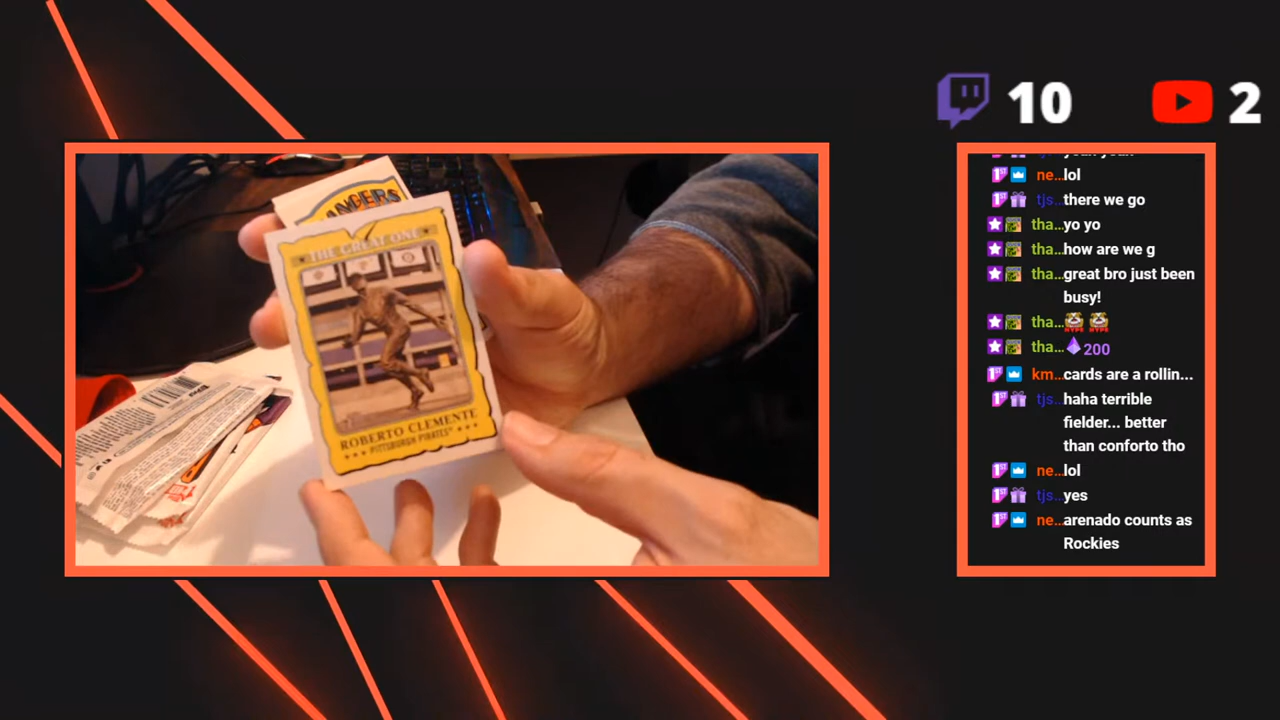 10
2
ne...lol
tjs...there we go
tha...yo yo
tha...how are we g
tha...great bro just been
busy!
tha...
tha...200
km...cards are a rollin...
tjs...haha terrible
fielder... better
than conforto tho
ne...lol
tjs...yes
ne...arenado counts as
Rockies
THE GREAT ONE
ROBERTO CLEMENTE
PITTSBURGH PIRATES